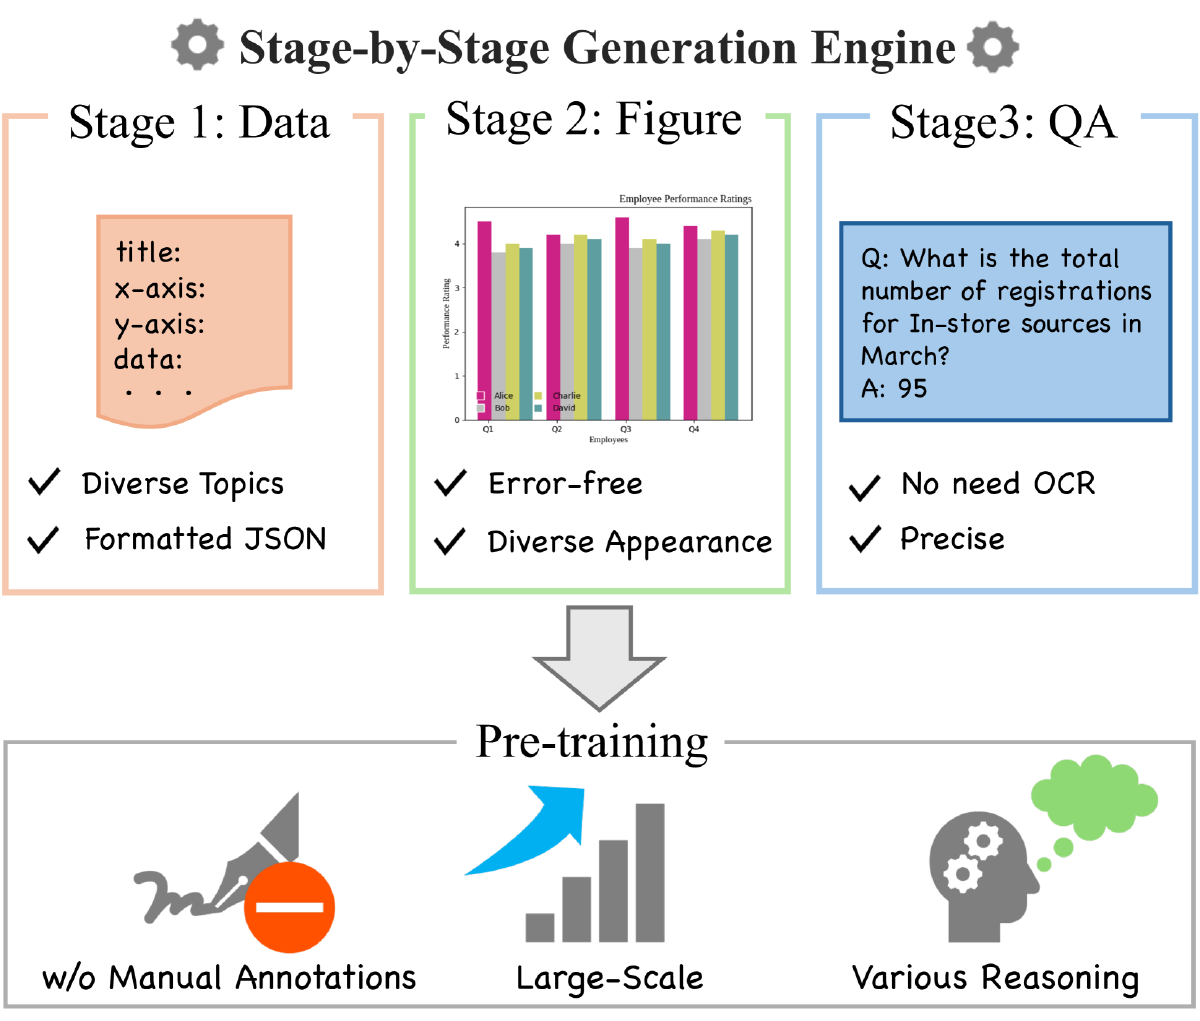 Stage-by-Stage Generation Engine
Stage 1: Data
title:
x-axis:
y-axis:
data:
. . .
✓ Diverse Topics
✓ Formatted JSON
Stage 2: Figure
Employee Performance Ratings
Performance Rating
4
3
2
1
0
Alice
Charlie
Bob
David
Q1
Q2
Q3
Q4
Employees
✓ Error-free
✓ Diverse Appearance
Stage3: QA
Q: What is the total
number of registrations
for In-store sources in
March?
A: 95
✓ No need OCR
✓ Precise
Pre-training
w/o Manual Annotations
Large-Scale
Various Reasoning